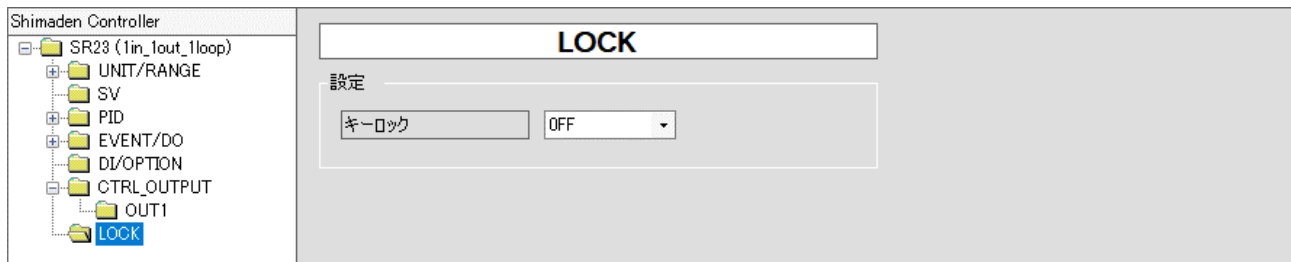 Shimaden Controller
SR23 (1in_1out_1loop)
UNIT/RANGE
SV
PID
EVENT/DO
DI/OPTION
CTRL_OUTPUT
OUT1
LOCK
LOCK
設定
キーロック OFF